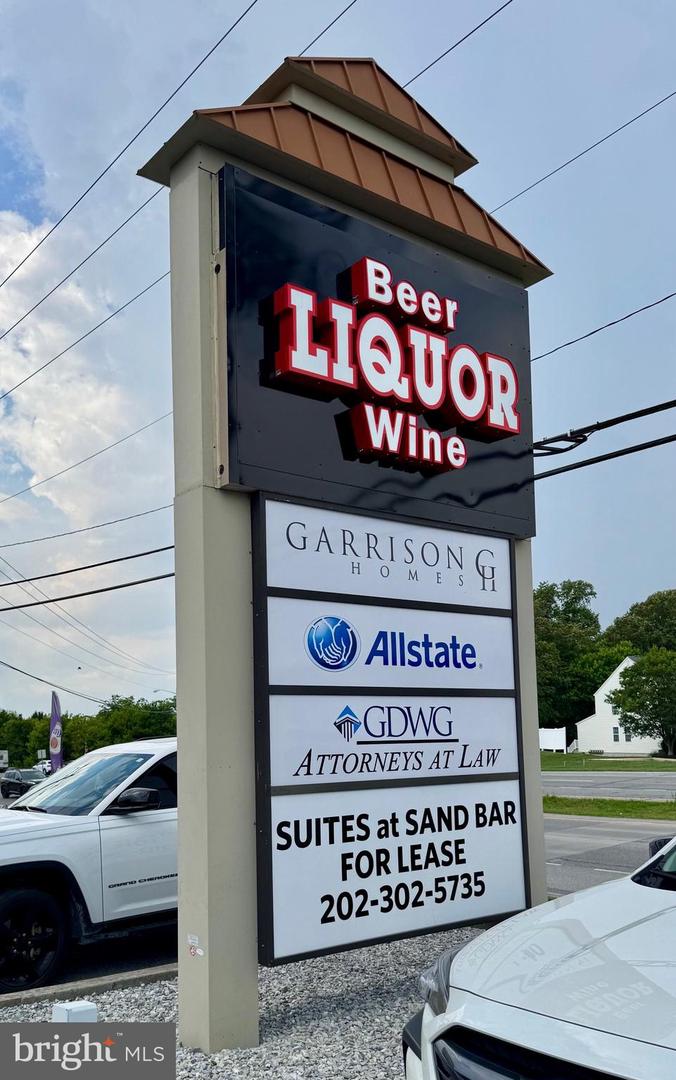 Beer
LIQUOR
Wine
GARRISON GH
HOMES
Allstate®
GDWG
ATTORNEYS AT LAW
SUITES at SAND BAR
FOR LEASE
202-302-5735
GRAND CHEROKEE
bright™ MLS